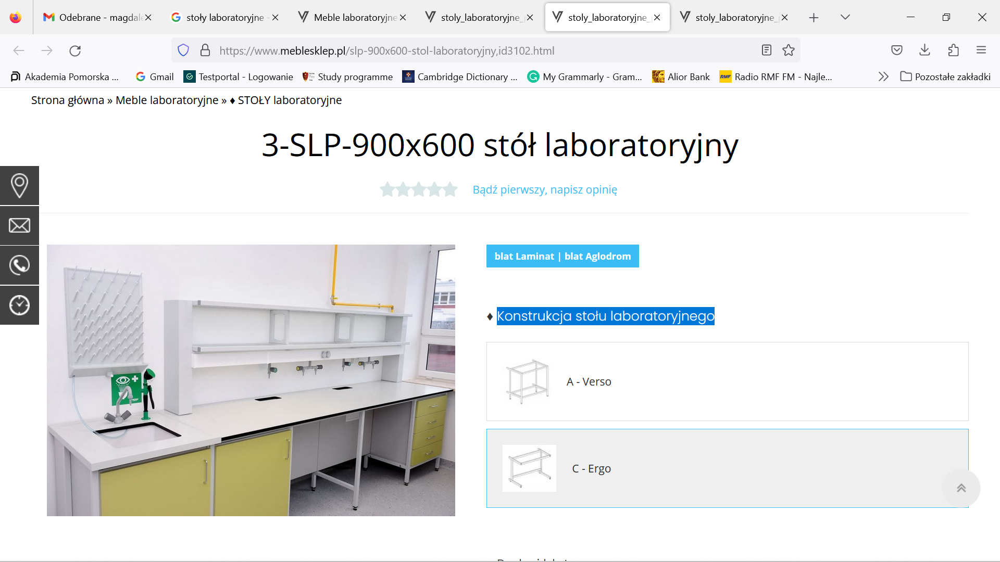 Odebrane - magdale
stoły laboratoryjne -
Meble laboratoryjne
stoly_laboratoryjne_
stoly_laboratoryjne_
stoly_laboratoryjne_
https://www.meblesklep.pl/slp-900x600-stol-laboratoryjny,id3102.html
Akademia Pomorska ...
Gmail
Testportal - Logowanie
Study programme
Cambridge Dictionary ...
My Grammarly - Gram...
Alior Bank
RMF
Radio RMF FM - Najle...
Pozostałe zakładki
Strona główna » Meble laboratoryjne » ♦ STOŁY laboratoryjne
3-SLP-900x600 stół laboratoryjny
Bądź pierwszy, napisz opinię
blat Laminat | blat Aglodrom
♦ Konstrukcja stołu laboratoryjnego
A - Verso
C - Ergo